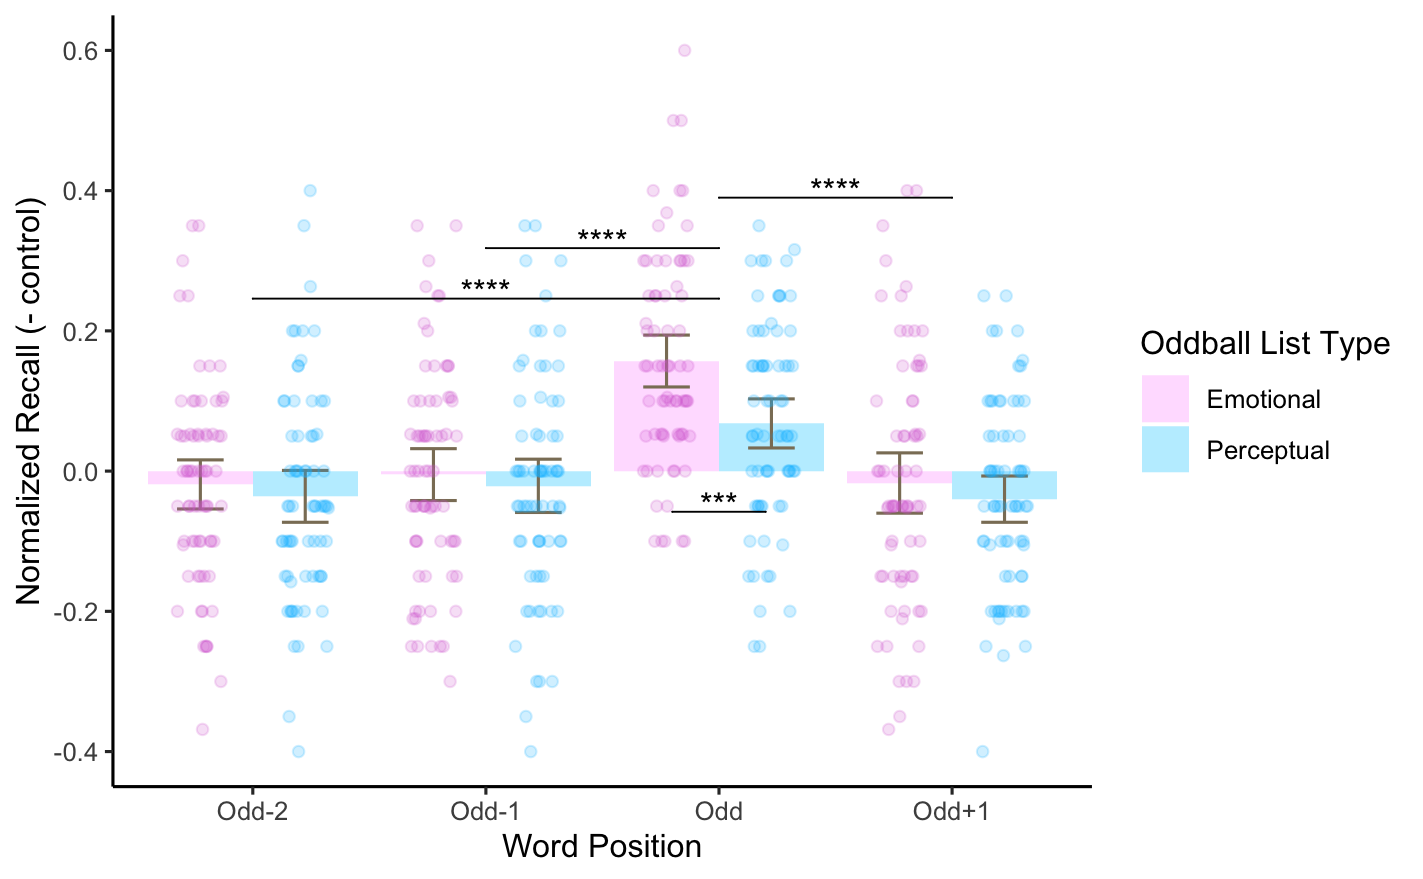 0.6
0.4
0.2
0.0
-0.2
-0.4
Normalized Recall (- control)
****
****
****
***
Odd-2
Odd-1
Odd
Odd+1
Word Position
Oddball List Type
Emotional
Perceptual